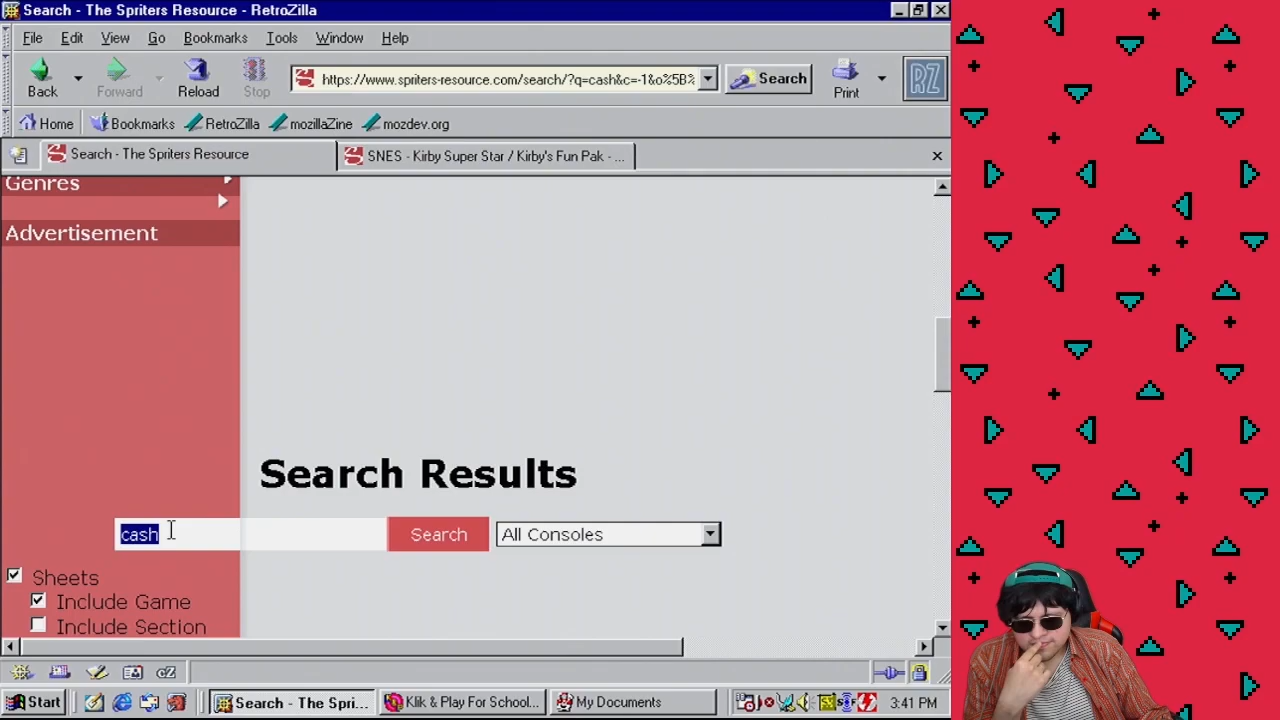 Search - The Spriters Resource - RetroZilla
File Edit View Go Bookmarks Tools Window Help
Back Forward Reload Stop https://www.spriters-resource.com/search/?q=cash&c=-1&o%5B% Search Print RZ
Home Bookmarks RetroZilla mozillaZine mozdev.org
Search - The Spriters Resource SNES - Kirby Super Star / Kirby's Fun Pak - ...
Genres
Advertisement
Search Results
cash Search All Consoles
Sheets
Include Game
Include Section
Start Search - The Spri... Klik & Play For School... My Documents 3:41 PM